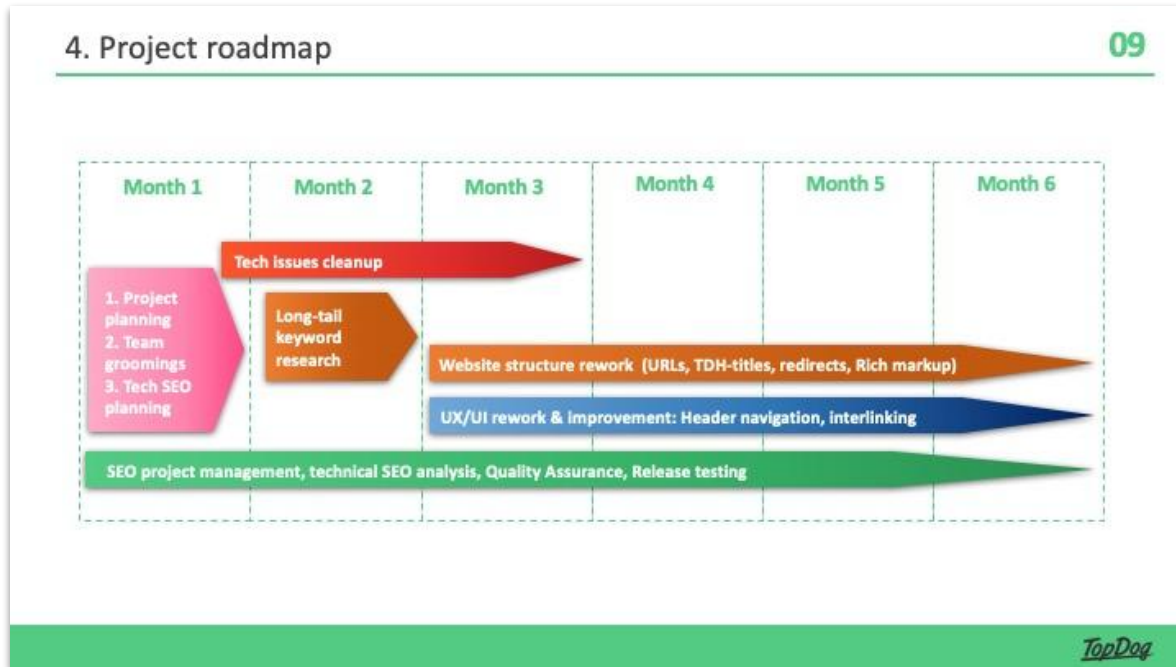 4. Project roadmap
09
Month 1
Month 2
Month 3
Month 4
Month 5
Month 6
Tech issues cleanup
1. Project
planning
2. Team
groomings
3. Tech SEO
planning
Long-tail
keyword
research
Website structure rework (URLs, TDH-titles, redirects, Rich markup)
UX/UI rework & improvement: Header navigation, interlinking
SEO project management, technical SEO analysis, Quality Assurance, Release testing
TopDog